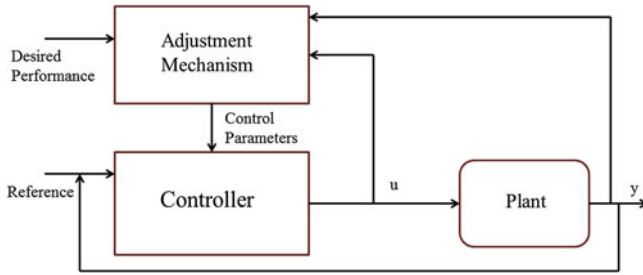 Desired
Performance
Adjustment
Mechanism
Control
Parameters
Reference
Controller
u
Plant
y